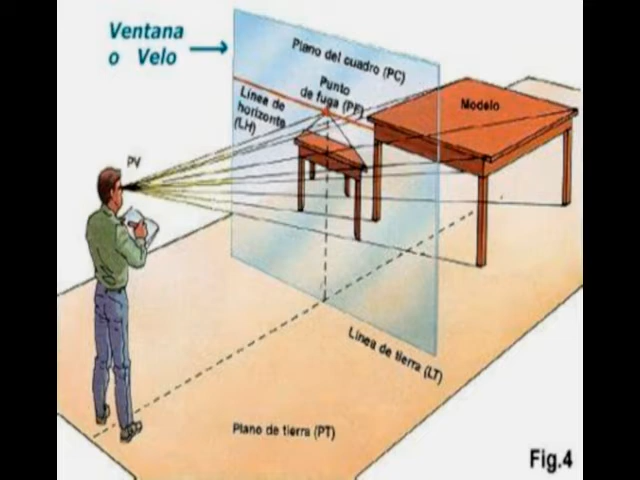 Ventana
o Velo
Plano del cuadro (PC)
Punto
de fuga (PF)
Línea de
horizonte
(LH)
Modelo
PV
Línea de tierra (LT)
Plano de tierra (PT)
Fig.4